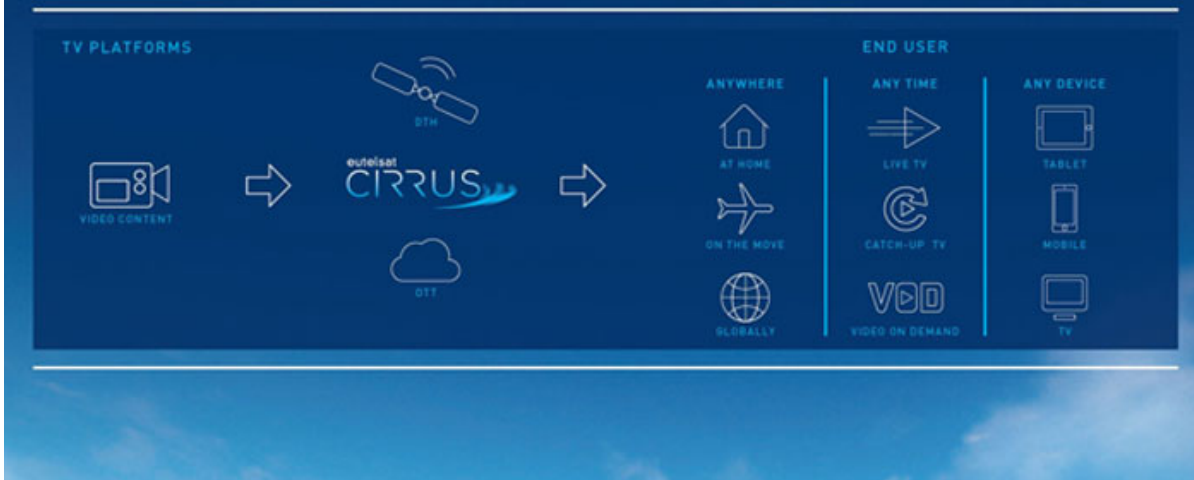 TV PLATFORMS
VIDEO CONTENT
DTH
eutelsat
CIRRUS
OTT
END USER
ANYWHERE
AT HOME
ON THE MOVE
GLOBALLY
ANY TIME
LIVE TV
CATCH-UP TV
VOD
VIDEO ON DEMAND
ANY DEVICE
TABLET
MOBILE
TV